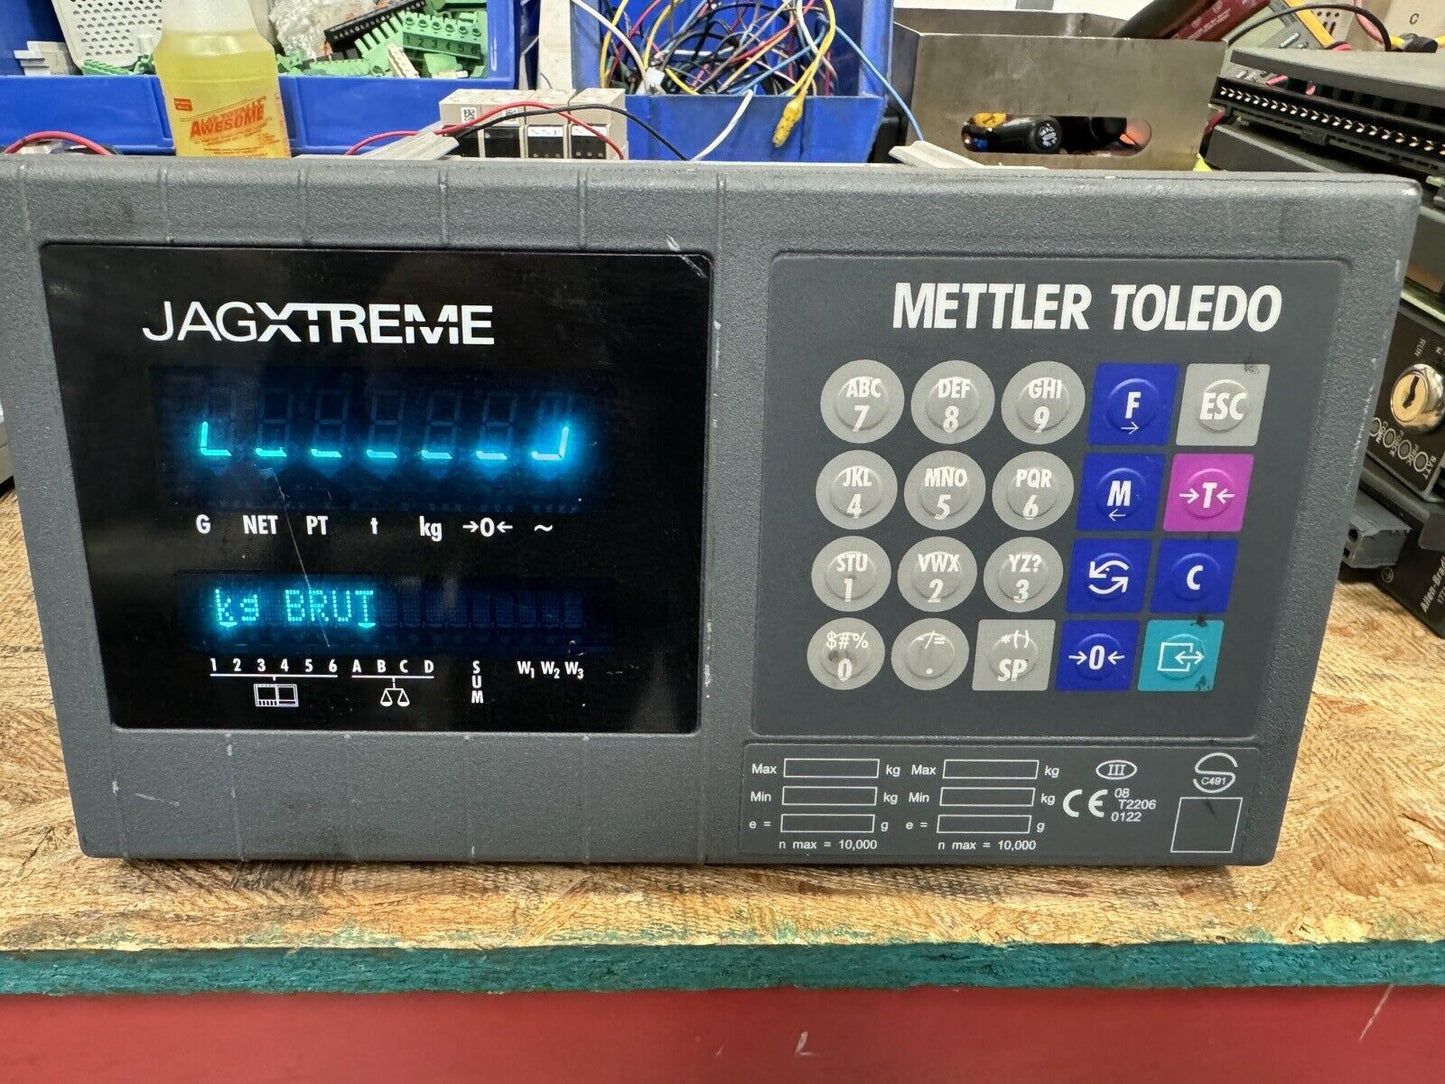 AWESOME
JAGXTREME
G NET PT t kg →0← ~
kg BRUT
1 2 3 4 5 6 A B C D SUM W1 W2 W3
METTLER TOLEDO
ABC DEF GHI F ESC
7 8 9 →
JKL MNO PQR M →T←
4 5 6 ←
STU VWX YZ? C
1 2 3
$#% -/= *() →0←
0 . SP
Max kg Max kg III S
C491
Min kg Min kg CE 08
T2206
0122
e = g e = g
n max = 10,000 n max = 10,000
RUN
C